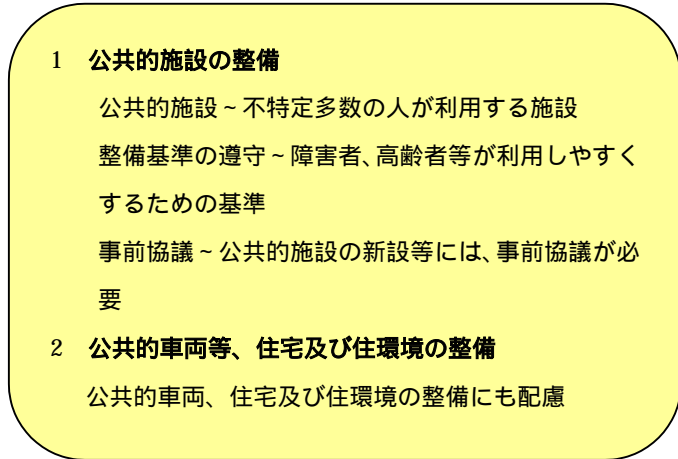 1 公共的施設の整備
公共的施設～不特定多数の人が利用する施設
整備基準の遵守～障害者、高齢者等が利用しやすく
するための基準
事前協議～公共的施設の新設等には、事前協議が必
要
2 公共的車両等、住宅及び住環境の整備
公共的車両、住宅及び住環境の整備にも配慮